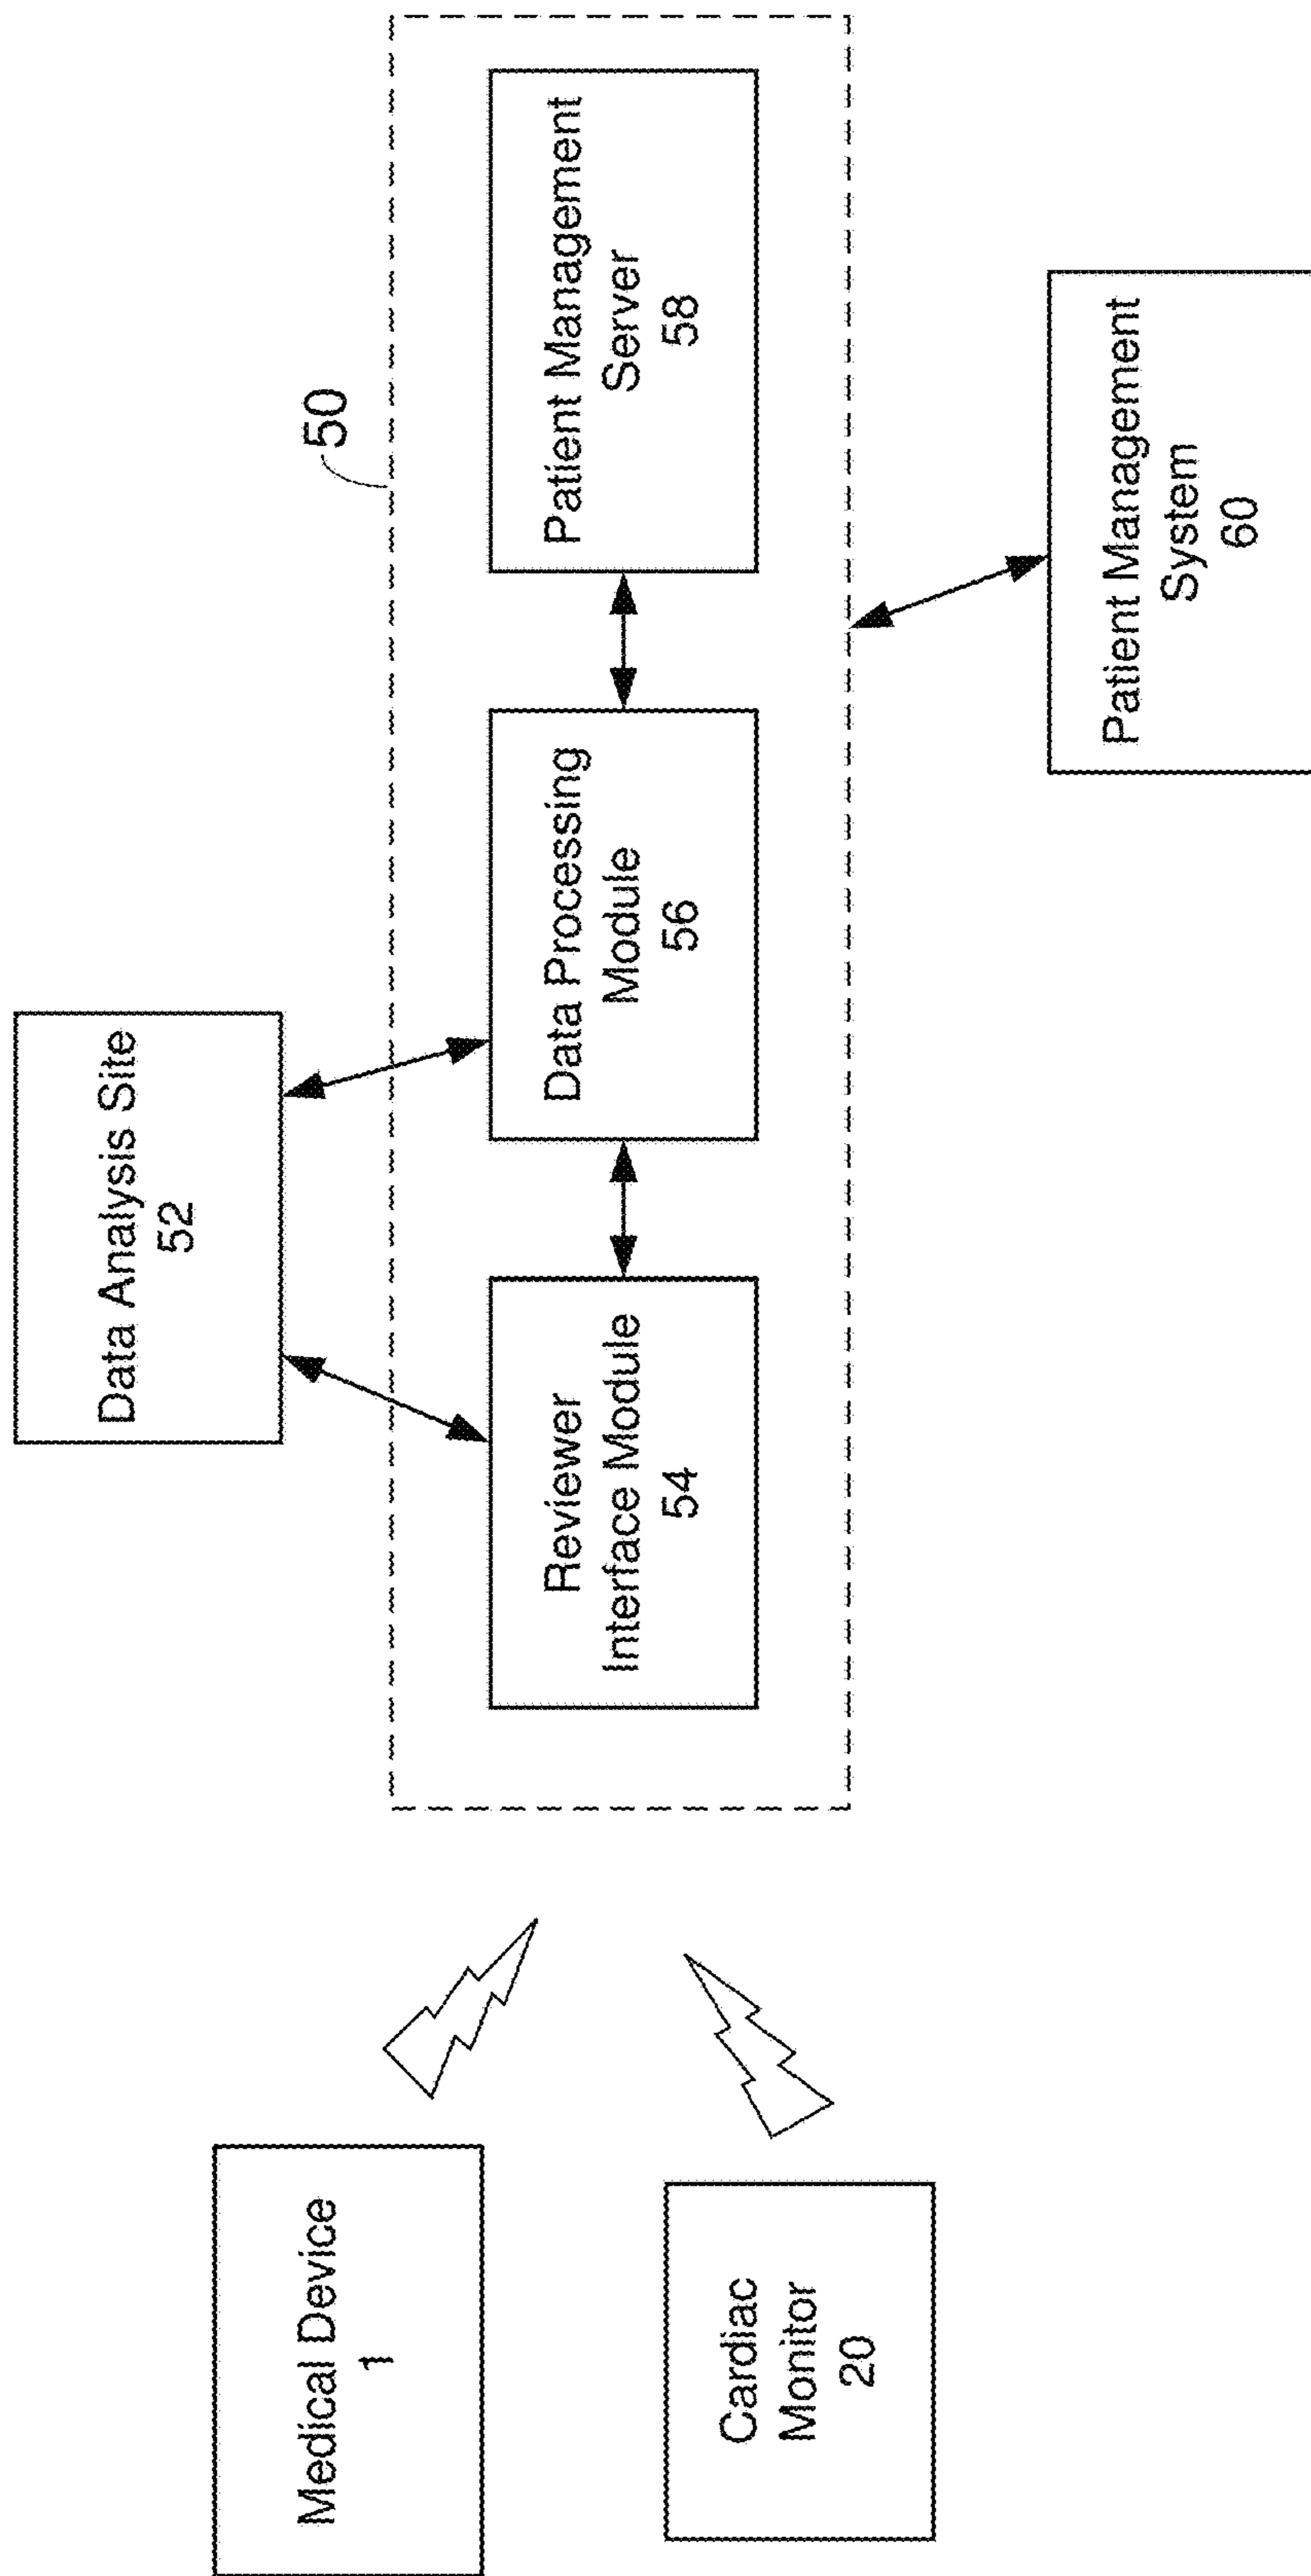 Data Analysis Site
52
50
Medical Device
1
Reviewer
Interface Module
54
Data Processing
Module
56
Patient Management
Server
58
Cardiac
Monitor
20
Patient Management
System
60